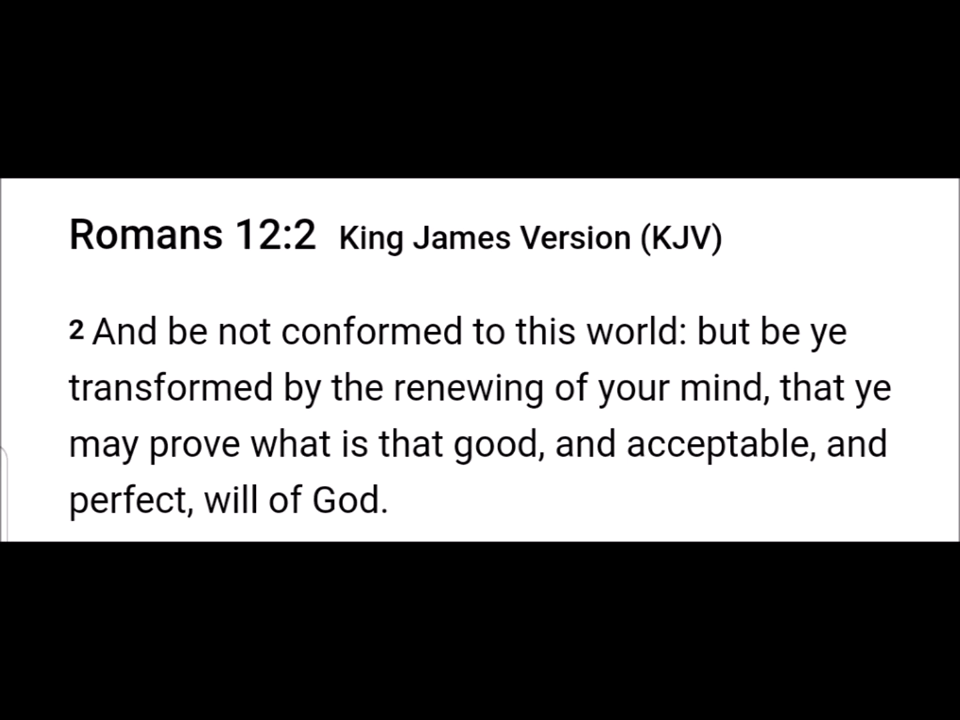 Romans 12:2 King James Version (KJV)
2 And be not conformed to this world: but be ye
transformed by the renewing of your mind, that ye
may prove what is that good, and acceptable, and
perfect, will of God.